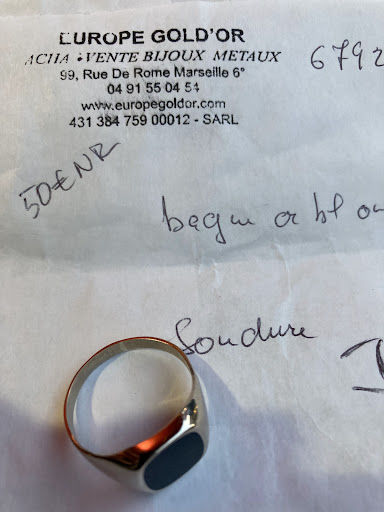 EUROPE GOLD'OR
ACHA - VENTE BIJOUX METAUX
99, Rue De Rome Marseille 6°
04 91 55 04 54
www.europegoldor.com
431 384 759 00012 - SARL
6792
50€ NR
bague or bl
Soudure